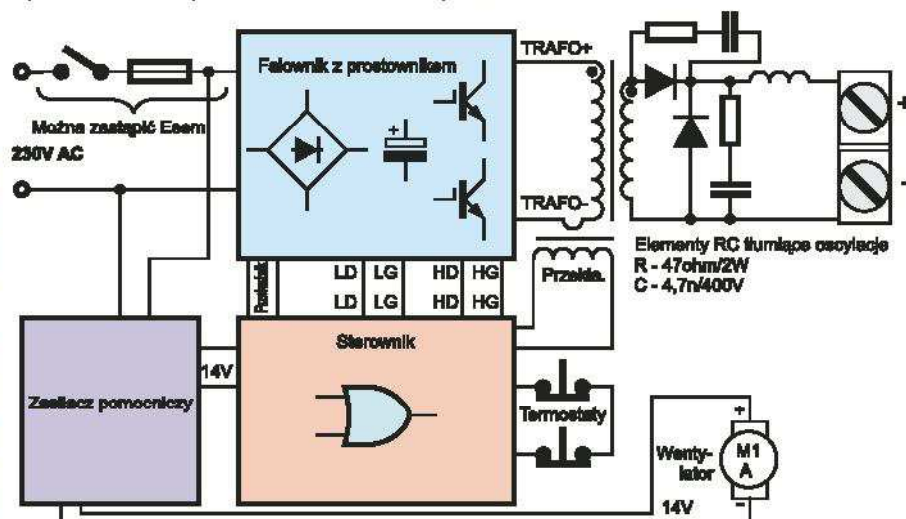 Falownik z prostownikiem
TRAFO+
Można zastąpić Esem
230V AC
+
TRAFO-
-
Elementy RC tłumiące oscylacje
R - 47ohm/2W
C - 4,7n/400V
LD LG HD HG
LD LG HD HG
Przekła.
Sterownik
14V
Zasilacz pomocniczy
Termostaty
Wenty-
lator
+
M1
A
-
14V